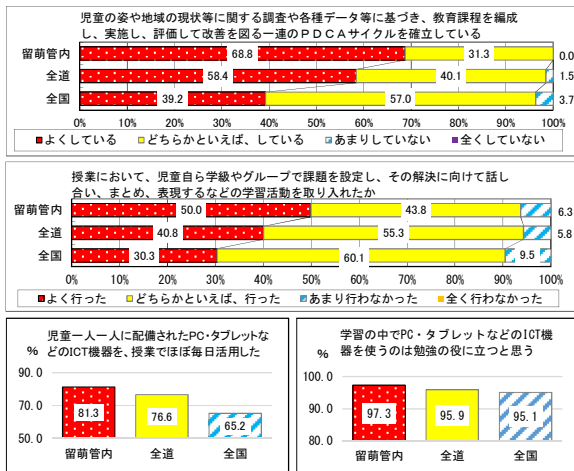 児童の姿や地域の現状等に関する調査や各種データ等に基づき、教育課程を編成
し、実施し、評価して改善を図る一連のPDCAサイクルを確立している
留萌管内 68.8 31.3 0.0
全道 58.4 40.1 1.5
全国 39.2 57.0 3.7
0% 10% 20% 30% 40% 50% 60% 70% 80% 90% 100%
よくしている どちらかといえば、している あまりしていない 全くしていない
授業において、児童自ら学級やグループで課題を設定し、その解決に向けて話し
合い、まとめ、表現するなどの学習活動を取り入れたか
留萌管内 50.0 43.8 6.3
全道 40.8 55.3 5.8
全国 30.3 60.1 9.5
0% 10% 20% 30% 40% 50% 60% 70% 80% 90% 100%
よく行った どちらかといえば、行った あまり行わなかった 全く行わなかった
児童一人一人に配備されたPC・タブレットな
どのICT機器を、授業でほぼ毎日活用した
%
90.0
70.0
50.0
81.3 76.6 65.2
留萌管内 全道 全国
学習の中でPC・タブレットなどのICT機
器を使うのは勉強の役に立つと思う
%
100.0
90.0
80.0
97.3 95.9 95.1
留萌管内 全道 全国